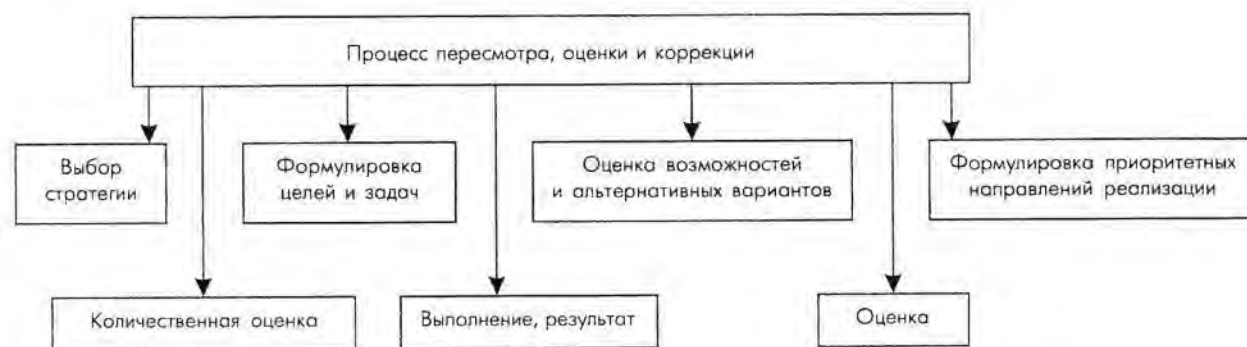 Процесс пересмотра, оценки и коррекции
Выбор
стратегии
Формулировка
целей и задач
Оценка возможностей
и альтернативных вариантов
Формулировка приоритетных
направлений реализации
Количественная оценка
Выполнение, результат
Оценка